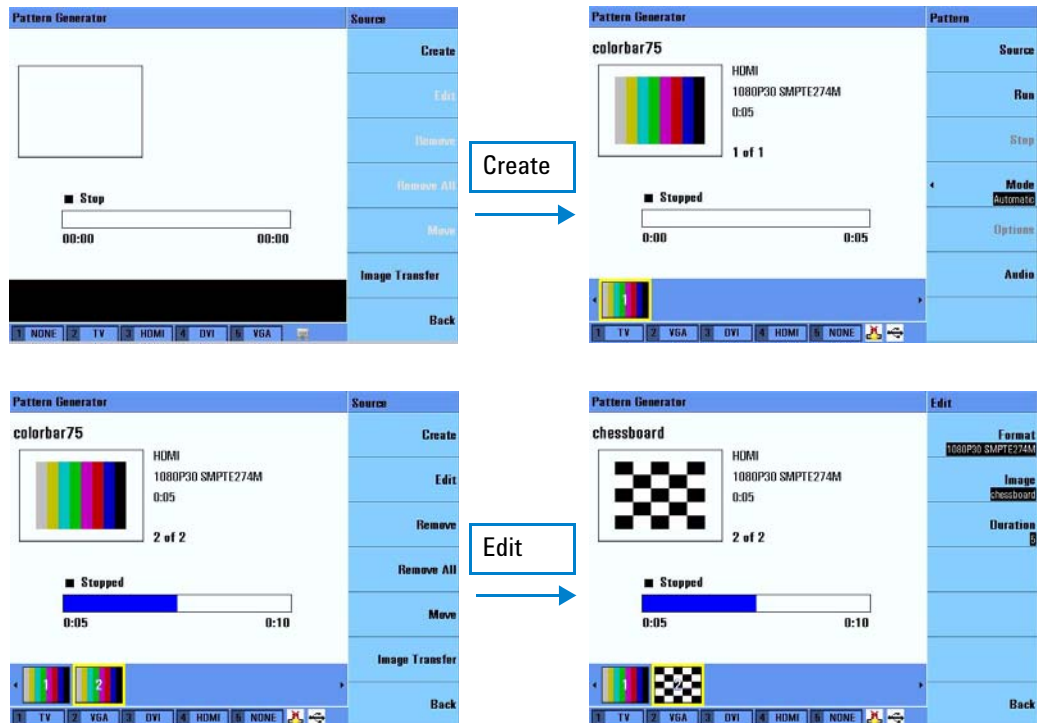 Pattern Generator
Source
Create
Edit
Remove
Remove All
Move
Image Transfer
Back
Stop
00:00 00:00
1 NONE 2 TV 3 HDMI 4 DVI 5 VGA
Create
Pattern Generator
Pattern
colorbar75
HDMI
1080P30 SMPTE274M
0:05
1 of 1
Stopped
0:00 0:05
1
Source
Run
Stop
Mode
Automatic
Options
Audio
1 TV 2 VGA 3 DVI 4 HDMI 5 NONE
Pattern Generator
Source
colorbar75
HDMI
1080P30 SMPTE274M
0:05
2 of 2
Stopped
0:05 0:10
1 2
Create
Edit
Remove
Remove All
Move
Image Transfer
Back
1 TV 2 VGA 3 DVI 4 HDMI 5 NONE
Edit
Pattern Generator
Edit
chessboard
HDMI
1080P30 SMPTE274M
0:05
2 of 2
Stopped
0:05 0:10
1 2
Format
1080P30 SMPTE274M
Image
chessboard
Duration
5
Back
1 TV 2 VGA 3 DVI 4 HDMI 5 NONE